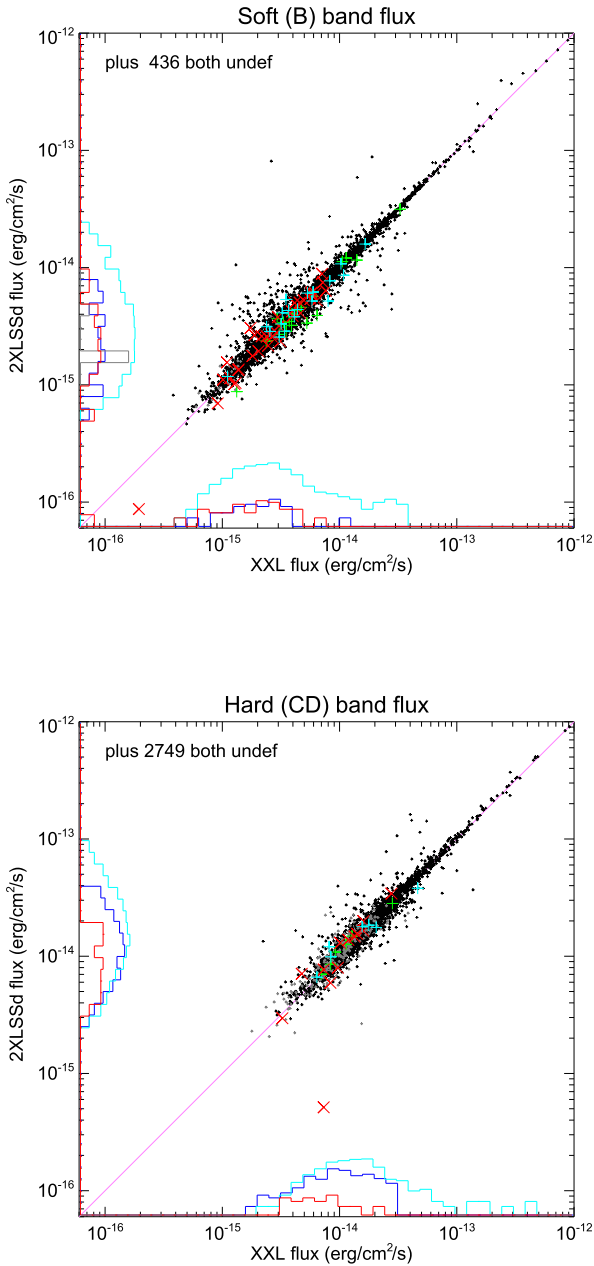 Soft (B) band flux
plus  436 both undef
2XLSSd flux (erg/cm²/s)
10⁻¹²
10⁻¹³
10⁻¹⁴
10⁻¹⁵
10⁻¹⁶
10⁻¹⁶ 10⁻¹⁵ 10⁻¹⁴ 10⁻¹³ 10⁻¹²
XXL flux (erg/cm²/s)
Hard (CD) band flux
plus 2749 both undef
2XLSSd flux (erg/cm²/s)
10⁻¹²
10⁻¹³
10⁻¹⁴
10⁻¹⁵
10⁻¹⁶
10⁻¹⁶ 10⁻¹⁵ 10⁻¹⁴ 10⁻¹³ 10⁻¹²
XXL flux (erg/cm²/s)